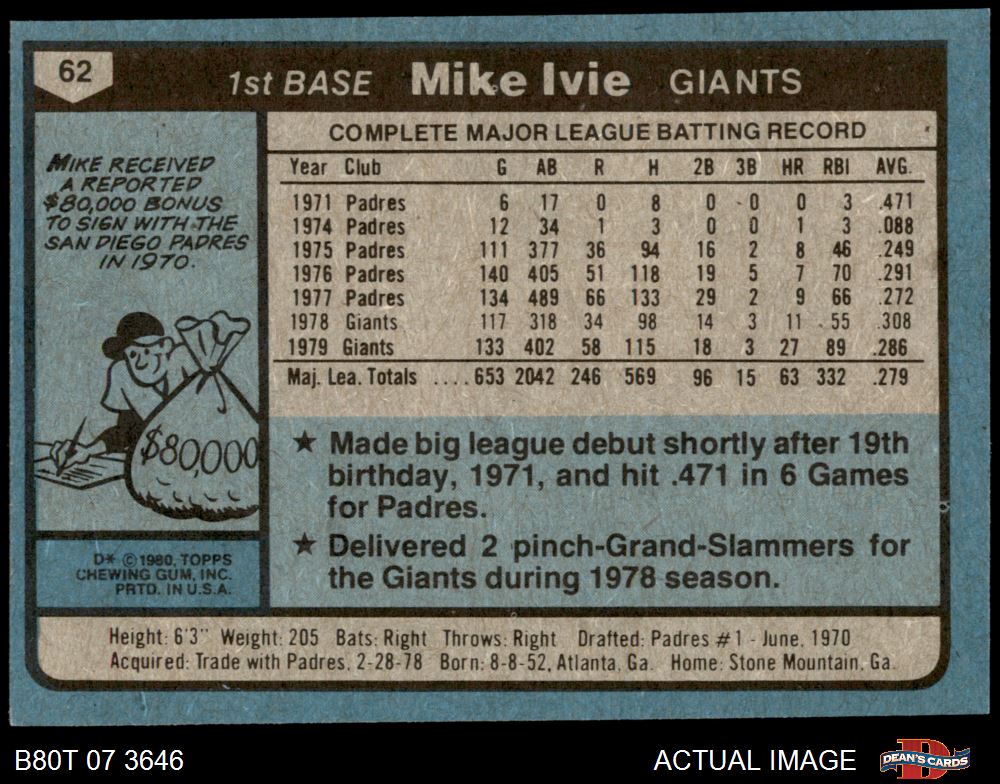 62
1st BASE Mike Ivie GIANTS
MIKE RECEIVED
A REPORTED
$80,000 BONUS
TO SIGN WITH THE
SAN DIEGO PADRES
IN 1970.
$80,000
D* © 1980, TOPPS
CHEWING GUM, INC.
PRTD. IN U.S.A.
COMPLETE MAJOR LEAGUE BATTING RECORD
Year Club G AB R H 2B 3B HR RBI AVG.
1971 Padres 6 17 0 8 0 0 0 3 .471
1974 Padres 12 34 1 3 0 0 1 3 .088
1975 Padres 111 377 36 94 16 2 8 46 .249
1976 Padres 140 405 51 118 19 5 7 70 .291
1977 Padres 134 489 66 133 29 2 9 66 .272
1978 Giants 117 318 34 98 14 3 11 55 .308
1979 Giants 133 402 58 115 18 3 27 89 .286
Maj. Lea. Totals ....653 2042 246 569 96 15 63 332 .279
★ Made big league debut shortly after 19th
birthday, 1971, and hit .471 in 6 Games
for Padres.
★ Delivered 2 pinch-Grand-Slammers for
the Giants during 1978 season.
Height: 6'3" Weight: 205 Bats: Right Throws: Right Drafted: Padres #1 - June, 1970
Acquired: Trade with Padres, 2-28-78 Born: 8-8-52, Atlanta, Ga. Home: Stone Mountain, Ga.
B80T 07 3646 ACTUAL IMAGE D DEAN'S CARDS